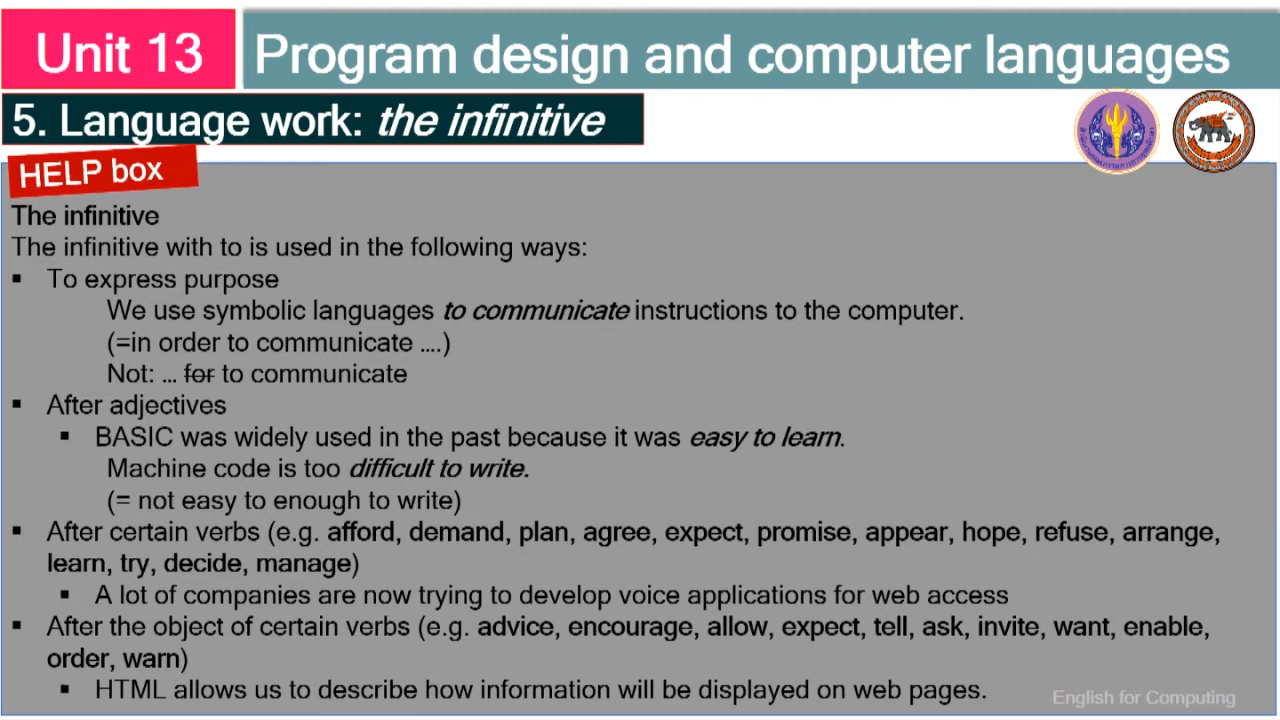 Unit 13
Program design and computer languages
5. Language work: the infinitive
HELP box
The infinitive
The infinitive with to is used in the following ways:
▪ To express purpose
We use symbolic languages to communicate instructions to the computer.
(=in order to communicate ....)
Not: ... for to communicate
▪ After adjectives
▪ BASIC was widely used in the past because it was easy to learn.
Machine code is too difficult to write.
(= not easy to enough to write)
▪ After certain verbs (e.g. afford, demand, plan, agree, expect, promise, appear, hope, refuse, arrange,
learn, try, decide, manage)
▪ A lot of companies are now trying to develop voice applications for web access
▪ After the object of certain verbs (e.g. advice, encourage, allow, expect, tell, ask, invite, want, enable,
order, warn)
▪ HTML allows us to describe how information will be displayed on web pages.
English for Computing